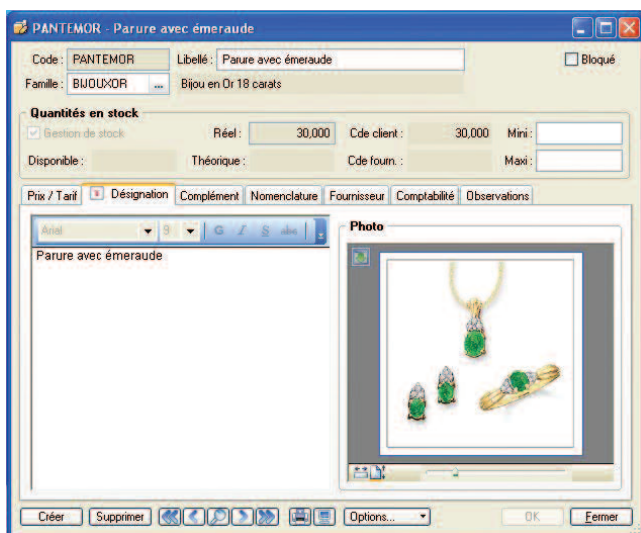 PANTEMOR - Parure avec émeraude
Code : PANTEMOR Libellé : Parure avec émeraude Bloqué
Famille : BIJOUXOR ... Bijou en Or 18 carats
Quantités en stock
Gestion de stock Réel : 30,000 Cde client : 30,000 Mini :
Disponible : Théorique : Cde fourn. : Maxi :
Prix / Tarif Désignation Complément Nomenclature Fournisseur Comptabilité Observations
Arial 9 G I S abc
Photo
Parure avec émeraude
Créer Supprimer Options... OK Fermer